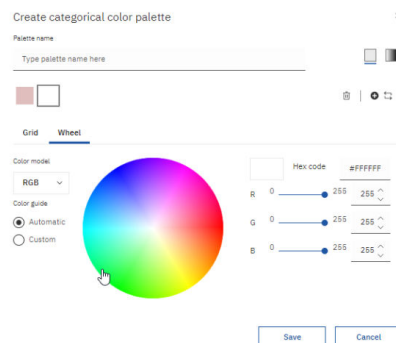 Create categorical color palette
Palette name
Type palette name here
Grid Wheel
Color model
RGB
Color guide
Automatic
Custom
Hex code #FFFFFF
R 0 255 255
G 0 255 255
B 0 255 255
Save Cancel